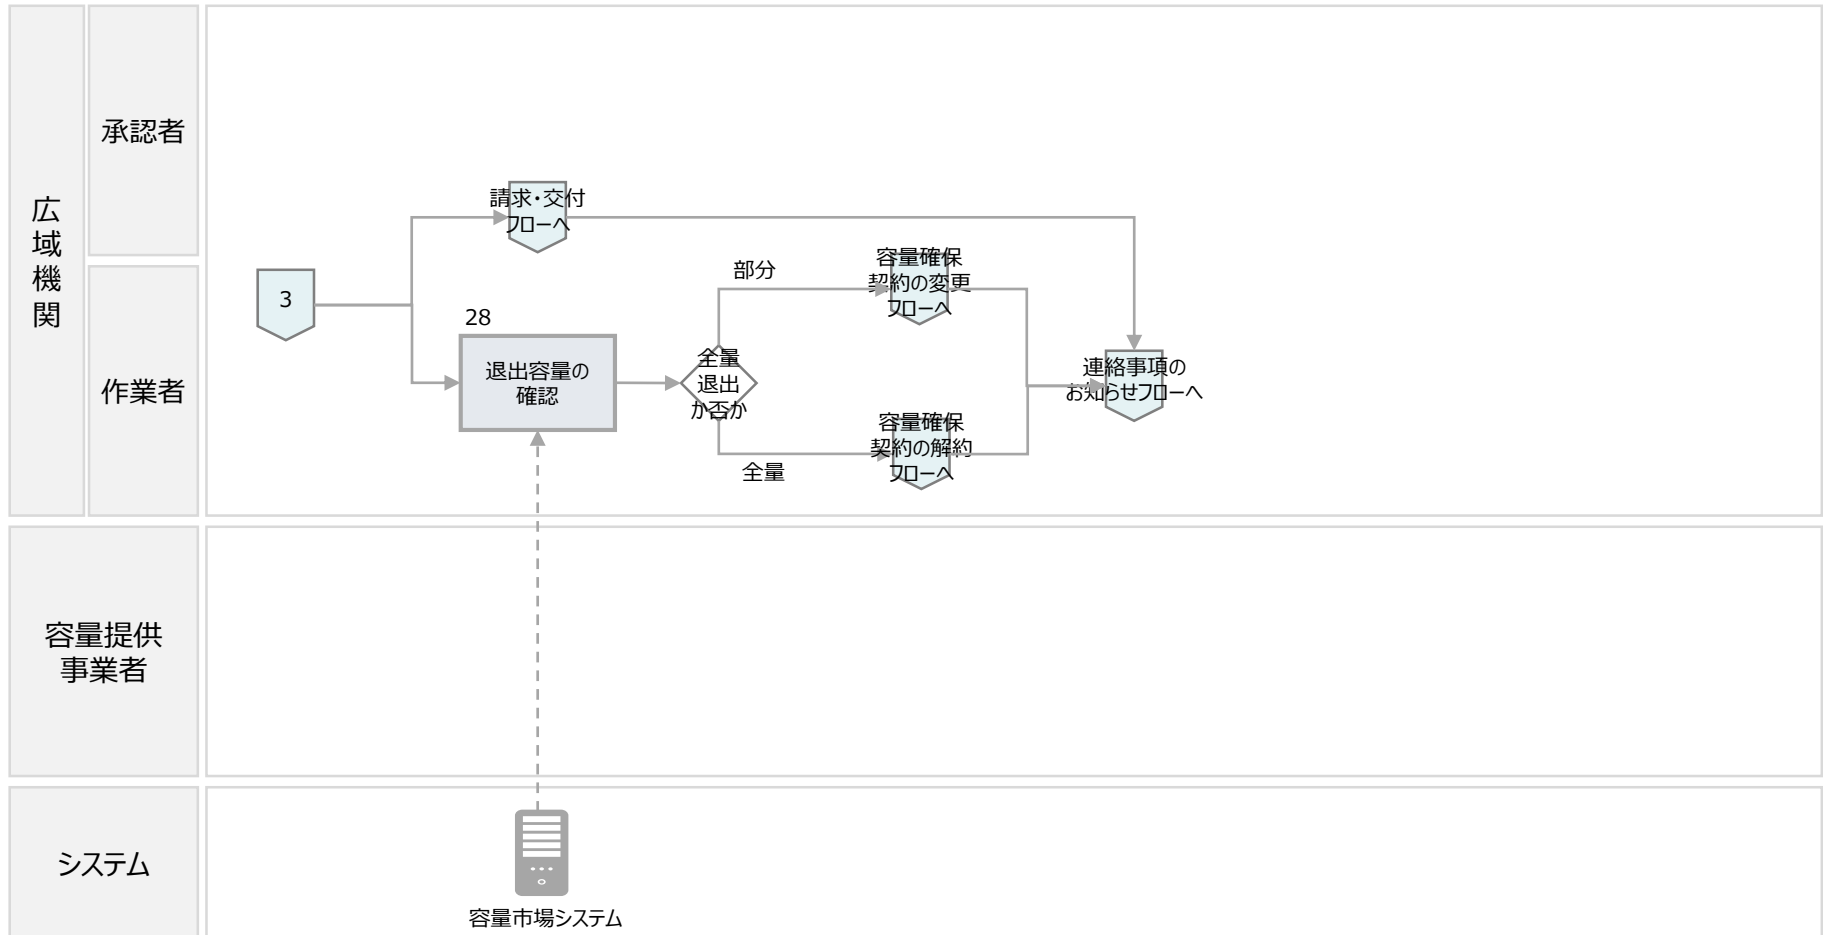 広
域
機
関
承認者
作業者
請求・交付
フローへ
3
28
退出容量の
確認
全量
退出
か否か
部分
全量
容量確保
契約の変更
フローへ
容量確保
契約の解約
フローへ
連絡事項の
お知らせフローへ
容量提供
事業者
システム
容量市場システム